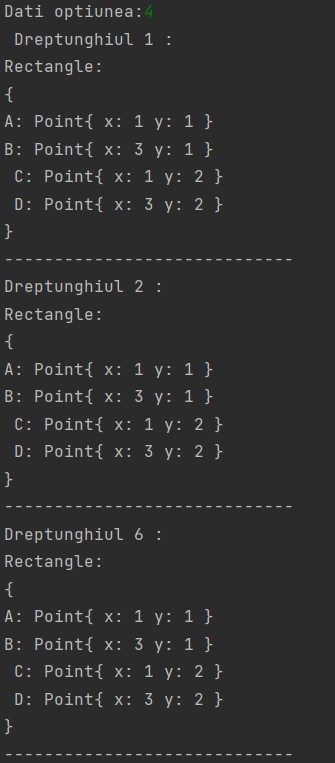 Dati optiunea:4
 Dreptunghiul 1 :
Rectangle:
{
A: Point{ x: 1 y: 1 }
B: Point{ x: 3 y: 1 }
 C: Point{ x: 1 y: 2 }
 D: Point{ x: 3 y: 2 }
}
-----------------------------
Dreptunghiul 2 :
Rectangle:
{
A: Point{ x: 1 y: 1 }
B: Point{ x: 3 y: 1 }
 C: Point{ x: 1 y: 2 }
 D: Point{ x: 3 y: 2 }
}
-----------------------------
Dreptunghiul 6 :
Rectangle:
{
A: Point{ x: 1 y: 1 }
B: Point{ x: 3 y: 1 }
 C: Point{ x: 1 y: 2 }
 D: Point{ x: 3 y: 2 }
}
-----------------------------